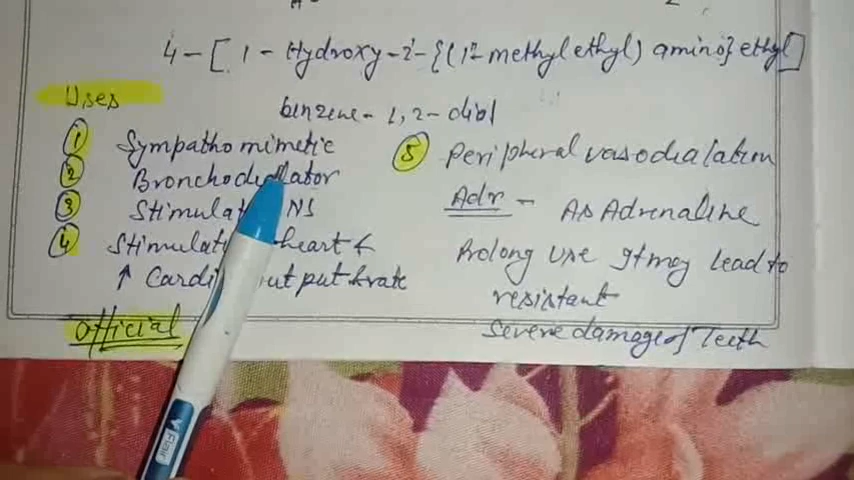 4-[1-Hydroxy-2-{(1-methylethyl) amino} ethyl]
benzene-1,2-diol
Uses
1 Sympathomimetic
2 Bronchodilator
3 Stimulat NS
4 Stimulat heart &
↑ Cardi output & rate
5 Peripheral vasodialation
Adr - As Adrenaline
Prolong use It may lead to
resistant
Severe damage of Teeth
Official
Flair